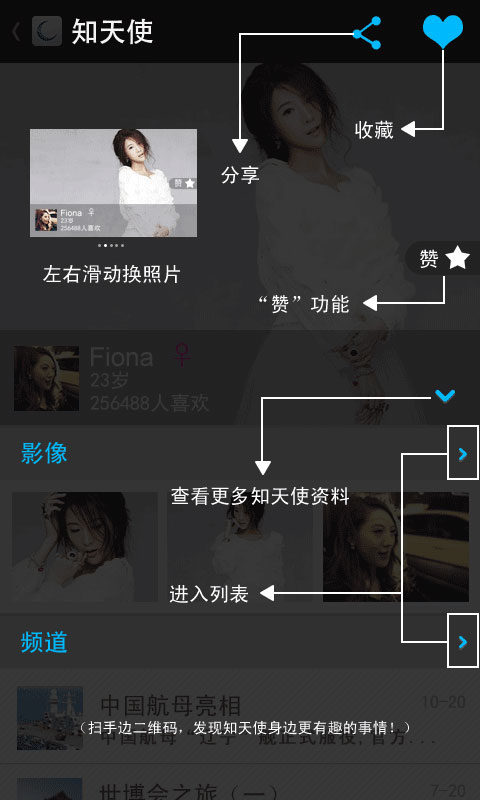 知天使
收藏
分享
赞
Fiona ♀
23岁
256488人喜欢
左右滑动换照片
赞
“赞”功能
Fiona ♀
23岁
256488人喜欢
影像
查看更多知天使资料
进入列表
频道
中国航母亮相 10-20
（扫手边二维码，发现知天使身边更有趣的事情！）
中国航母“辽宁”舰正式服役,官方...
世博会之旅（一） 7-20